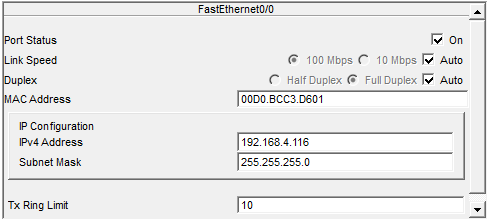 FastEthernet0/0
Port Status On
Link Speed 100 Mbps 10 Mbps Auto
Duplex Half Duplex Full Duplex Auto
MAC Address 00D0.BCC3.D601
IP Configuration
IPv4 Address 192.168.4.116
Subnet Mask 255.255.255.0
Tx Ring Limit 10